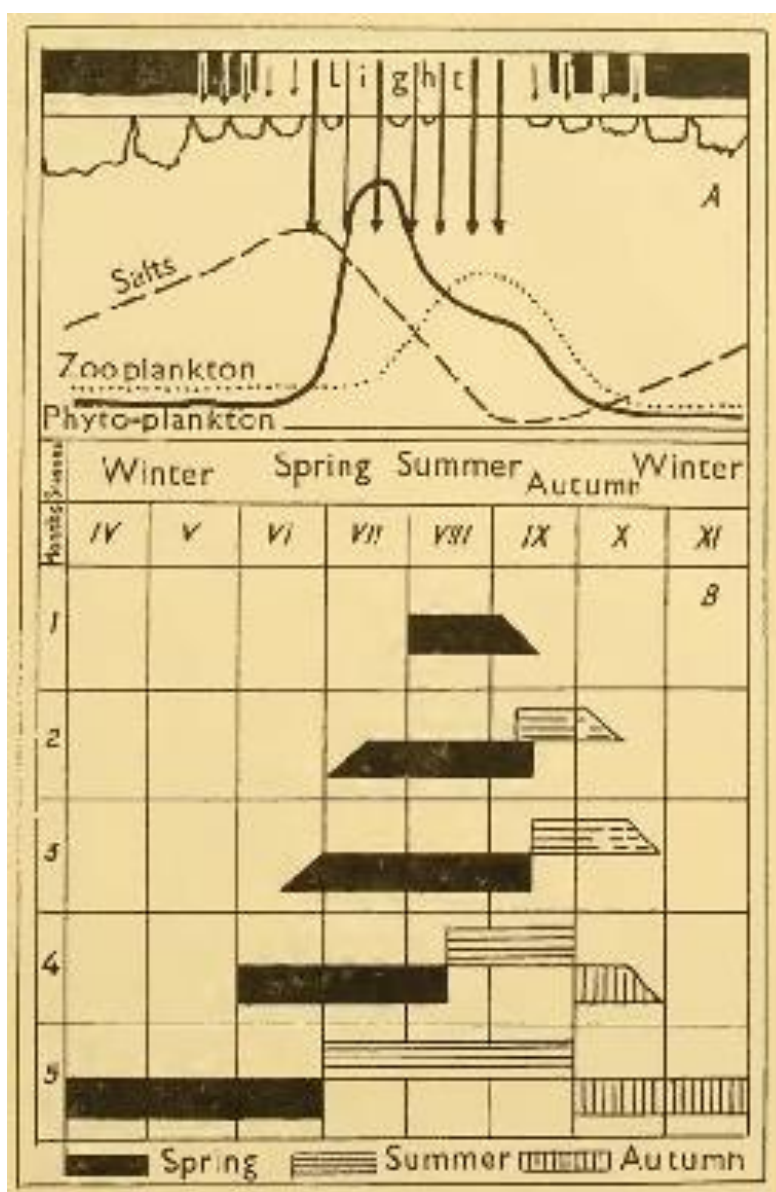 Light
A
Salts
Zooplankton
Phyto-plankton
Winter Spring Summer Autumn Winter
Months IV V VI VII VIII IX X XI
B
1
2
3
4
5
Spring Summer Autumn